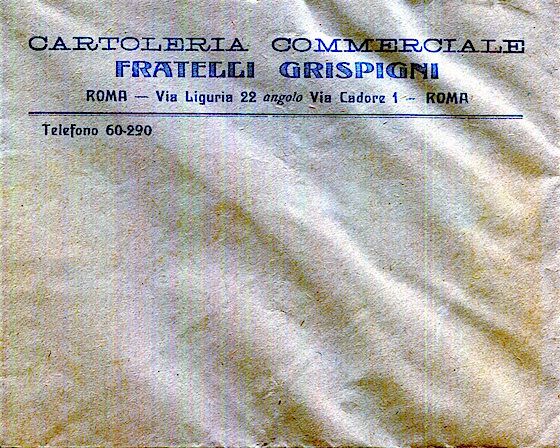 CARTOLERIA COMMERCIALE
FRATELLI GRISPIGNI
ROMA — Via Liguria 22 angolo Via Cadore 1 — ROMA
Telefono 60-290